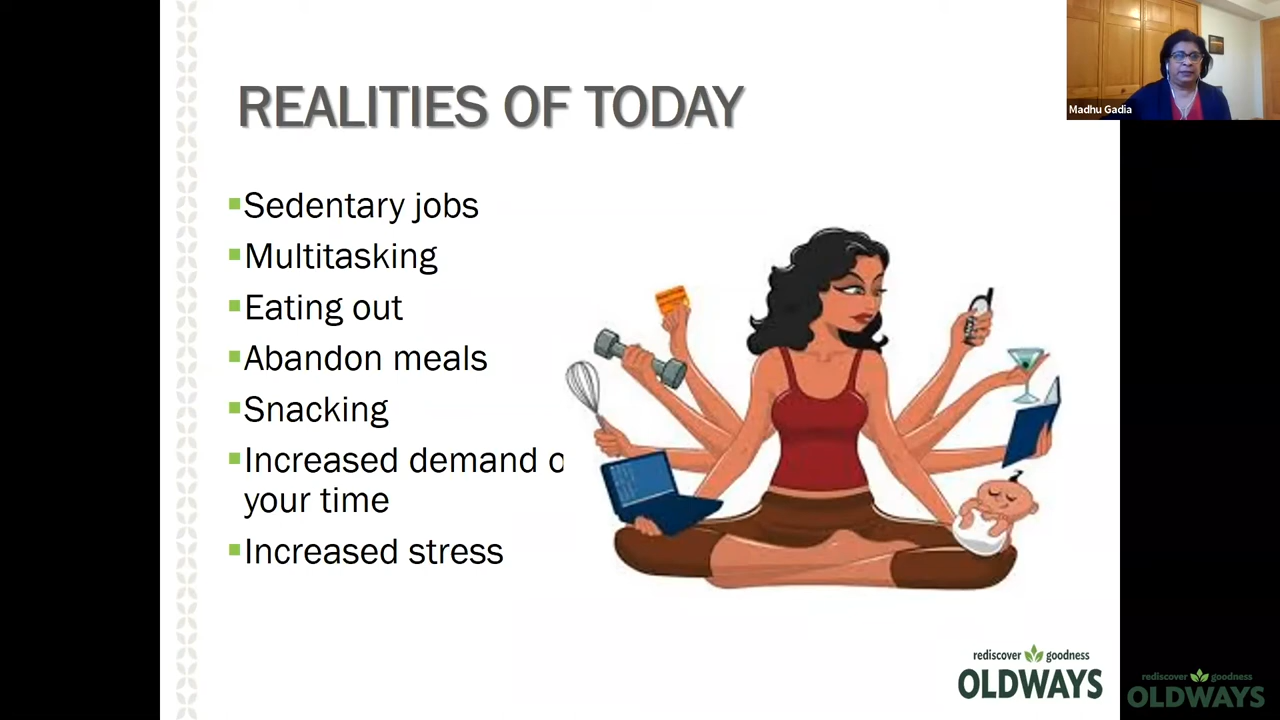 REALITIES OF TODAY
Sedentary jobs
Multitasking
Eating out
Abandon meals
Snacking
Increased demand o
your time
Increased stress
Madhu Gadia
rediscover goodness
OLDWAYS
rediscover goodness
OLDWAYS